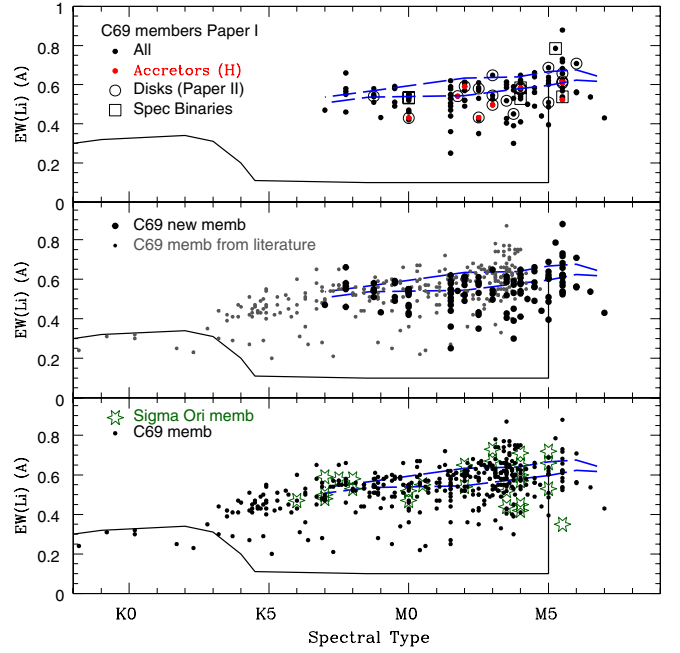 C69 members Paper I
All
Accretors (H)
Disks (Paper II)
Spec Binaries
1
0.8
0.6
0.4
0.2
EW(Li) (A)
0
C69 new memb
C69 memb from literature
0.8
0.6
0.4
0.2
EW(Li) (A)
0
Sigma Ori memb
C69 memb
0.8
0.6
0.4
0.2
0
EW(Li) (A)
K0 K5 M0 M5
Spectral Type